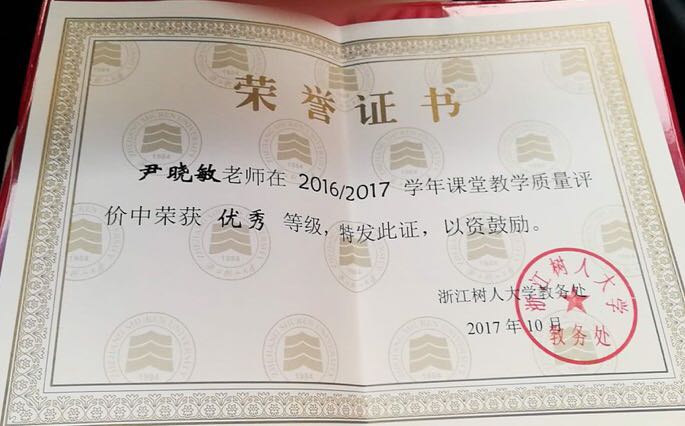 荣誉证书
尹晓敏老师在 2016/2017 学年课堂教学质量评
价中荣获 优秀 等级，特发此证，以资鼓励。
浙江树人大学教务处
2017年10月
浙江树人大学
教务处